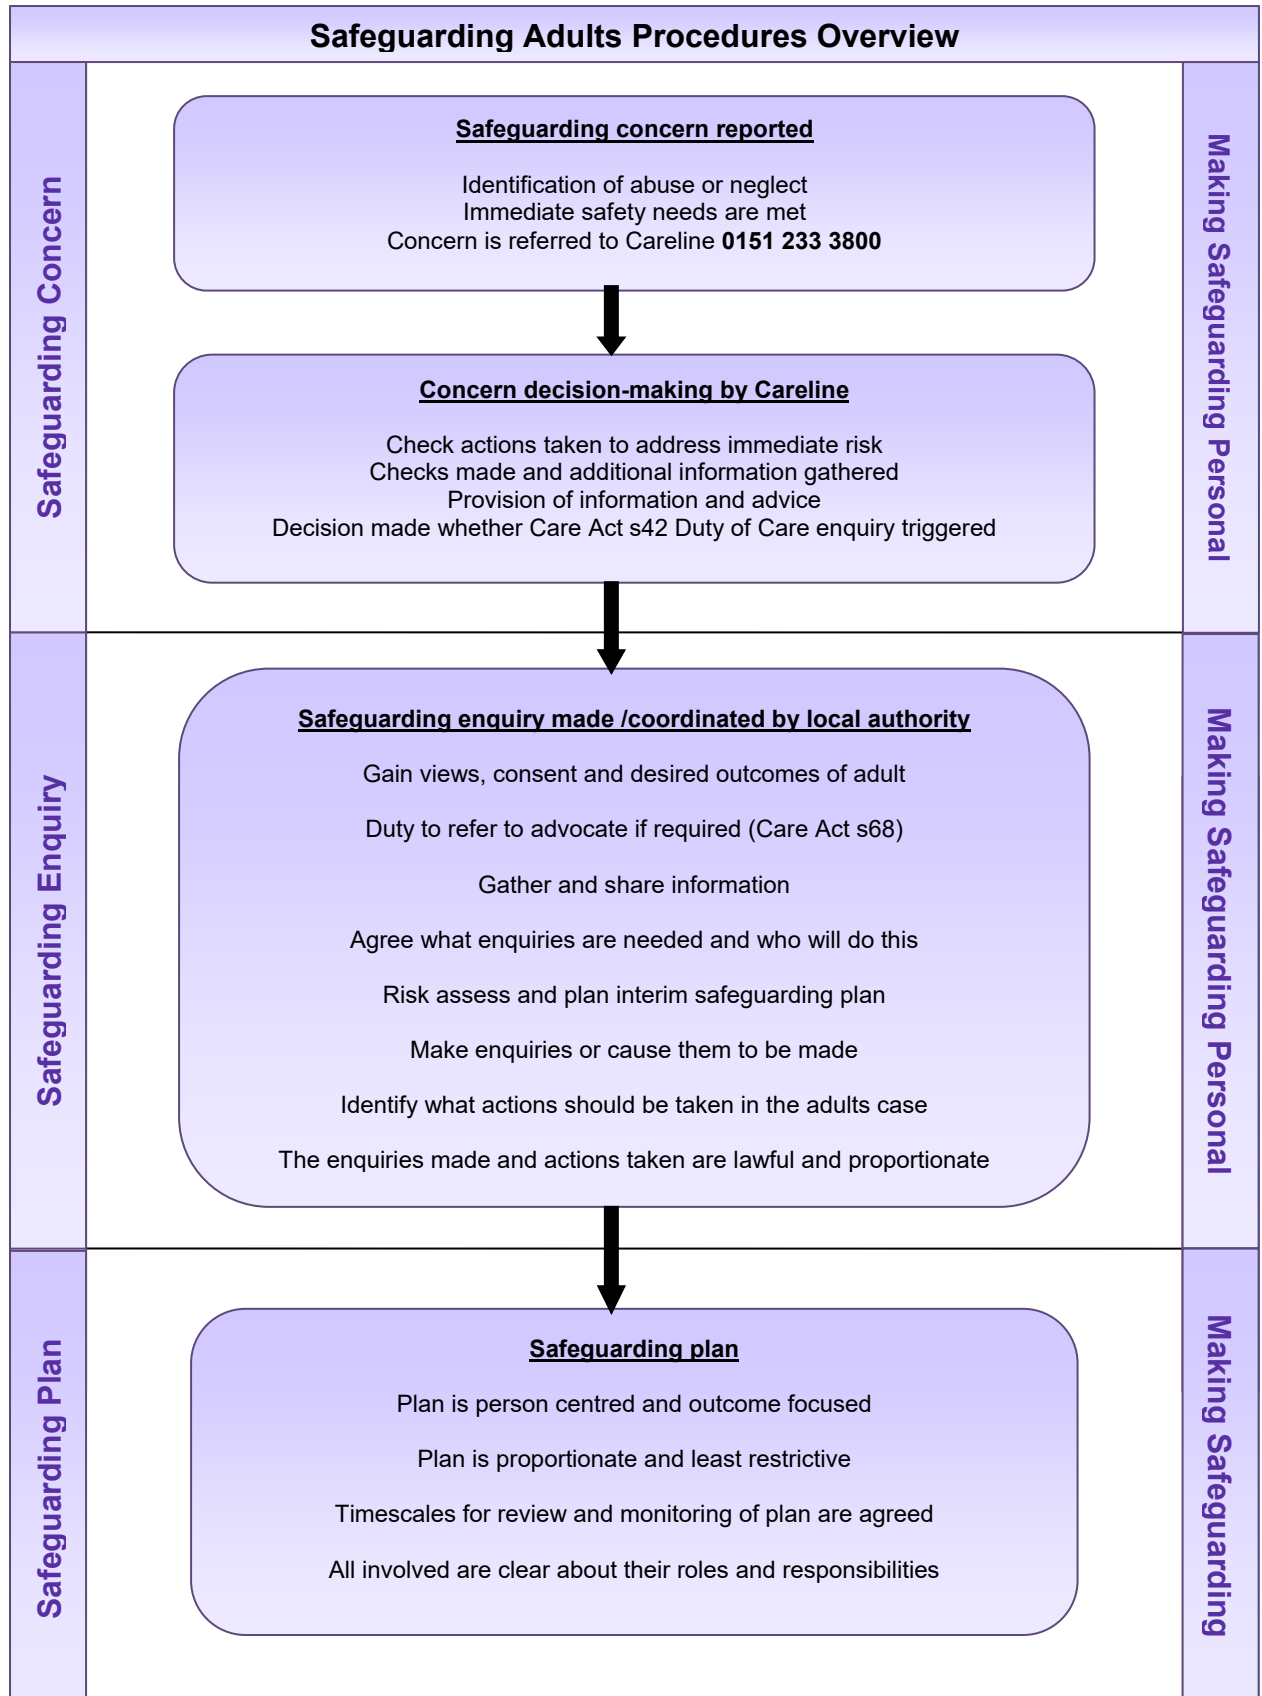 Safeguarding Adults Procedures Overview
Safeguarding Concern
Safeguarding concern reported
Identification of abuse or neglect
Immediate safety needs are met
Concern is referred to Careline 0151 233 3800
Concern decision-making by Careline
Check actions taken to address immediate risk
Checks made and additional information gathered
Provision of information and advice
Decision made whether Care Act s42 Duty of Care enquiry triggered
Making Safeguarding Personal
Safeguarding Enquiry
Safeguarding enquiry made /coordinated by local authority
Gain views, consent and desired outcomes of adult
Duty to refer to advocate if required (Care Act s68)
Gather and share information
Agree what enquiries are needed and who will do this
Risk assess and plan interim safeguarding plan
Make enquiries or cause them to be made
Identify what actions should be taken in the adults case
The enquiries made and actions taken are lawful and proportionate
Making Safeguarding Personal
Safeguarding Plan
Safeguarding plan
Plan is person centred and outcome focused
Plan is proportionate and least restrictive
Timescales for review and monitoring of plan are agreed
All involved are clear about their roles and responsibilities
Making Safeguarding